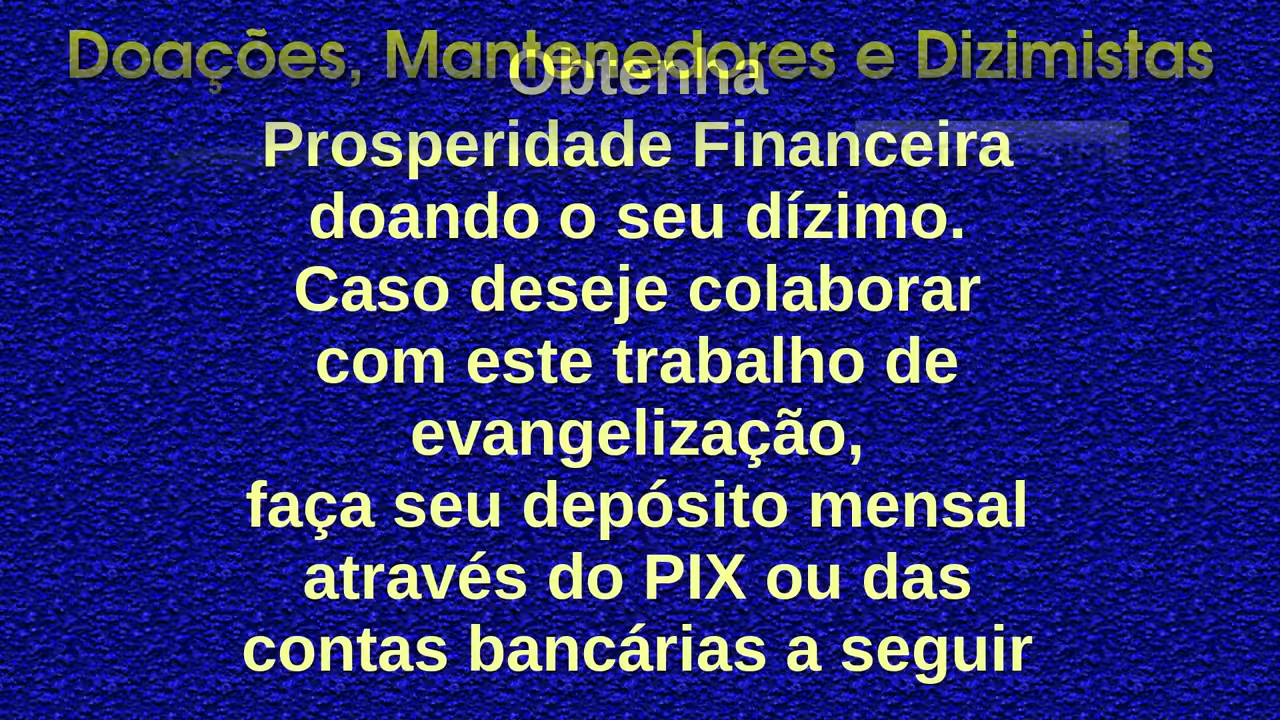 Doações, Mantenedores e Dizimistas
Obtenha
Prosperidade Financeira
doando o seu dízimo.
Caso deseje colaborar
com este trabalho de
evangelização,
faça seu depósito mensal
através do PIX ou das
contas bancárias a seguir